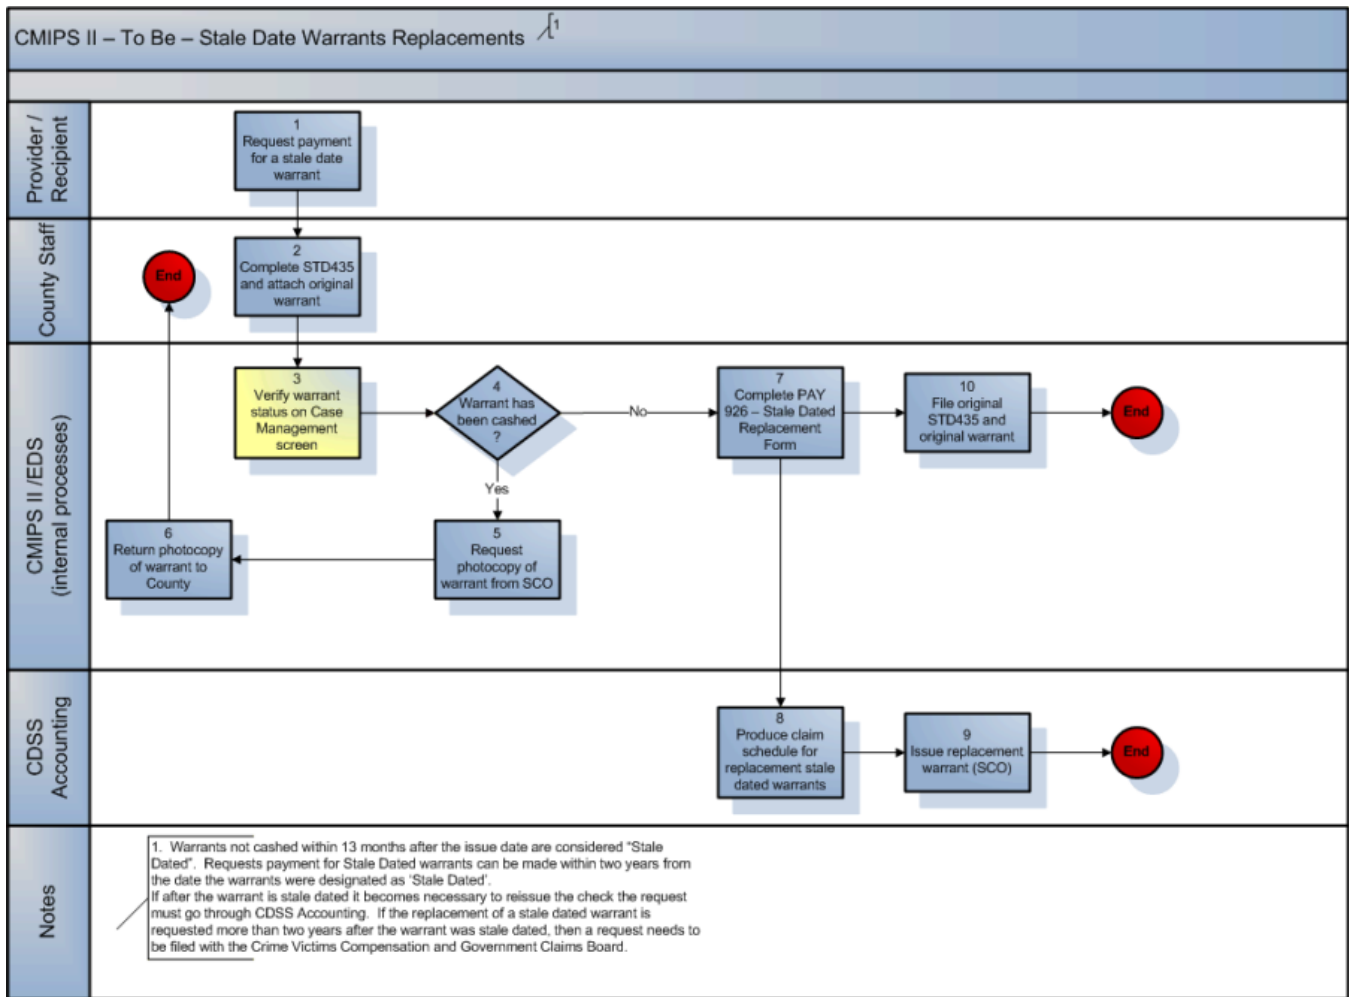 CMIPS II – To Be – Stale Date Warrants Replacements
1
Provider /
Recipient
1
Request payment
for a stale date
warrant
County Staff
End
2
Complete STD435
and attach original
warrant
CMIPS II /EDS
(internal processes)
3
Verify warrant
status on Case
Management
screen
4
Warrant has
been cashed
?
No
7
Complete PAY
926 – Stale Dated
Replacement
Form
10
File original
STD435 and
original warrant
End
Yes
6
Return photocopy
of warrant to
County
5
Request
photocopy of
warrant from SCO
CDSS
Accounting
8
Produce claim
schedule for
replacement stale
dated warrants
9
Issue replacement
warrant (SCO)
End
Notes
1. Warrants not cashed within 13 months after the issue date are considered “Stale
Dated”. Requests payment for Stale Dated warrants can be made within two years from
the date the warrants were designated as ‘Stale Dated’.
If after the warrant is stale dated it becomes necessary to reissue the check the request
must go through CDSS Accounting. If the replacement of a stale dated warrant is
requested more than two years after the warrant was stale dated, then a request needs to
be filed with the Crime Victims Compensation and Government Claims Board.